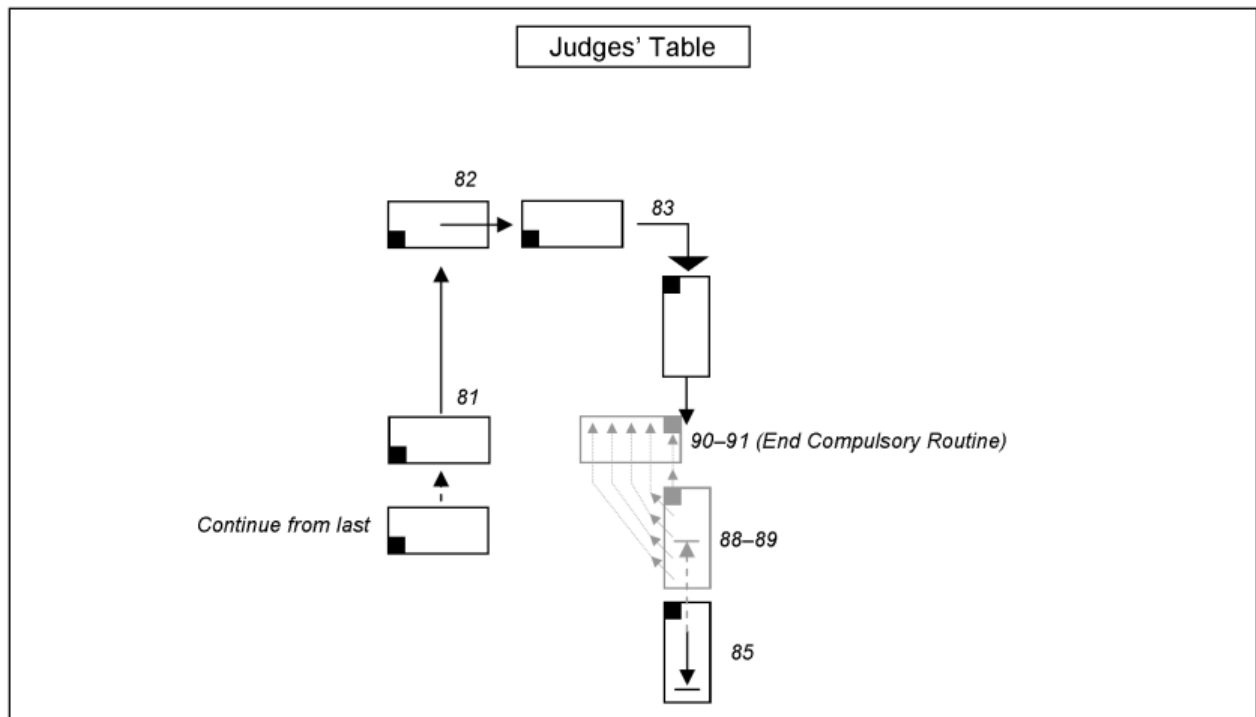 Judges' Table
82
83
81
90–91 (End Compulsory Routine)
Continue from last
88–89
85